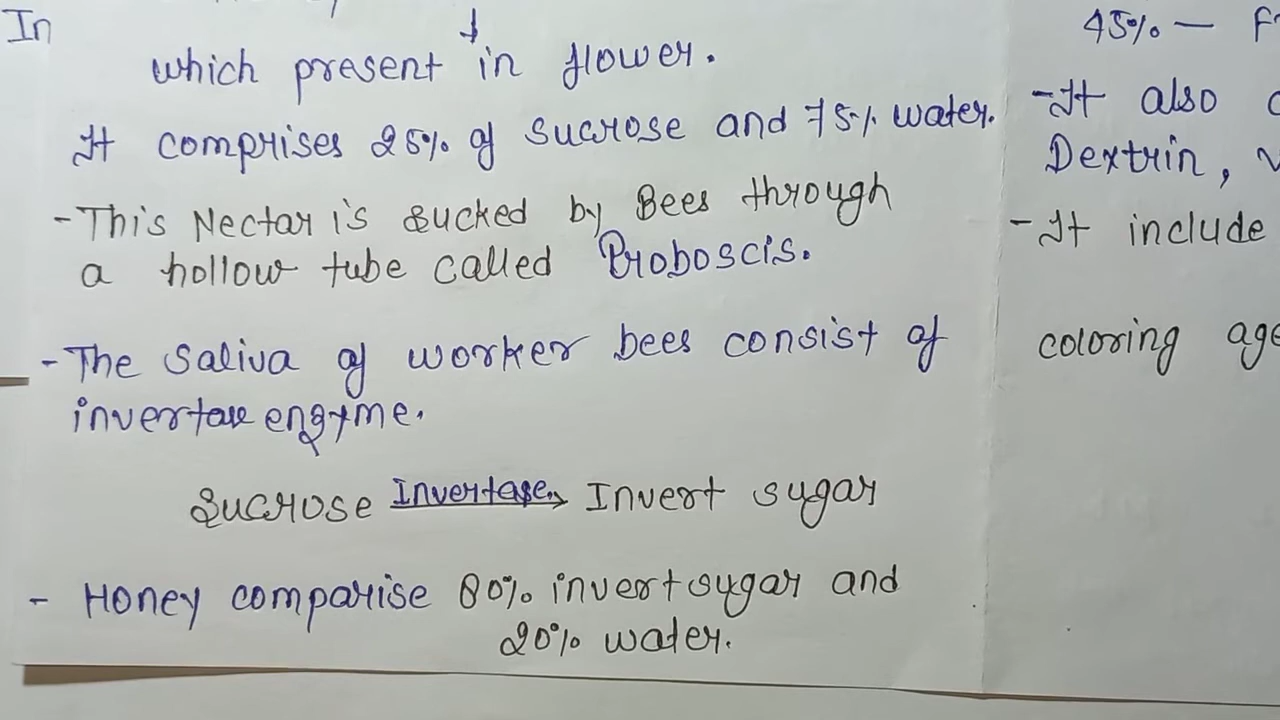 In
which present in flower.
It comprises 25% of sucrose and 75% water.
- This Nectar is sucked by Bees through
a hollow tube called Proboscis.
- The saliva of worker bees consist of
invertase enzyme.
Sucrose Invertase Invert sugar
- Honey comparise 80% invert sugar and
20% water.
45% —
- It also
Dextrin,
- It include
coloring